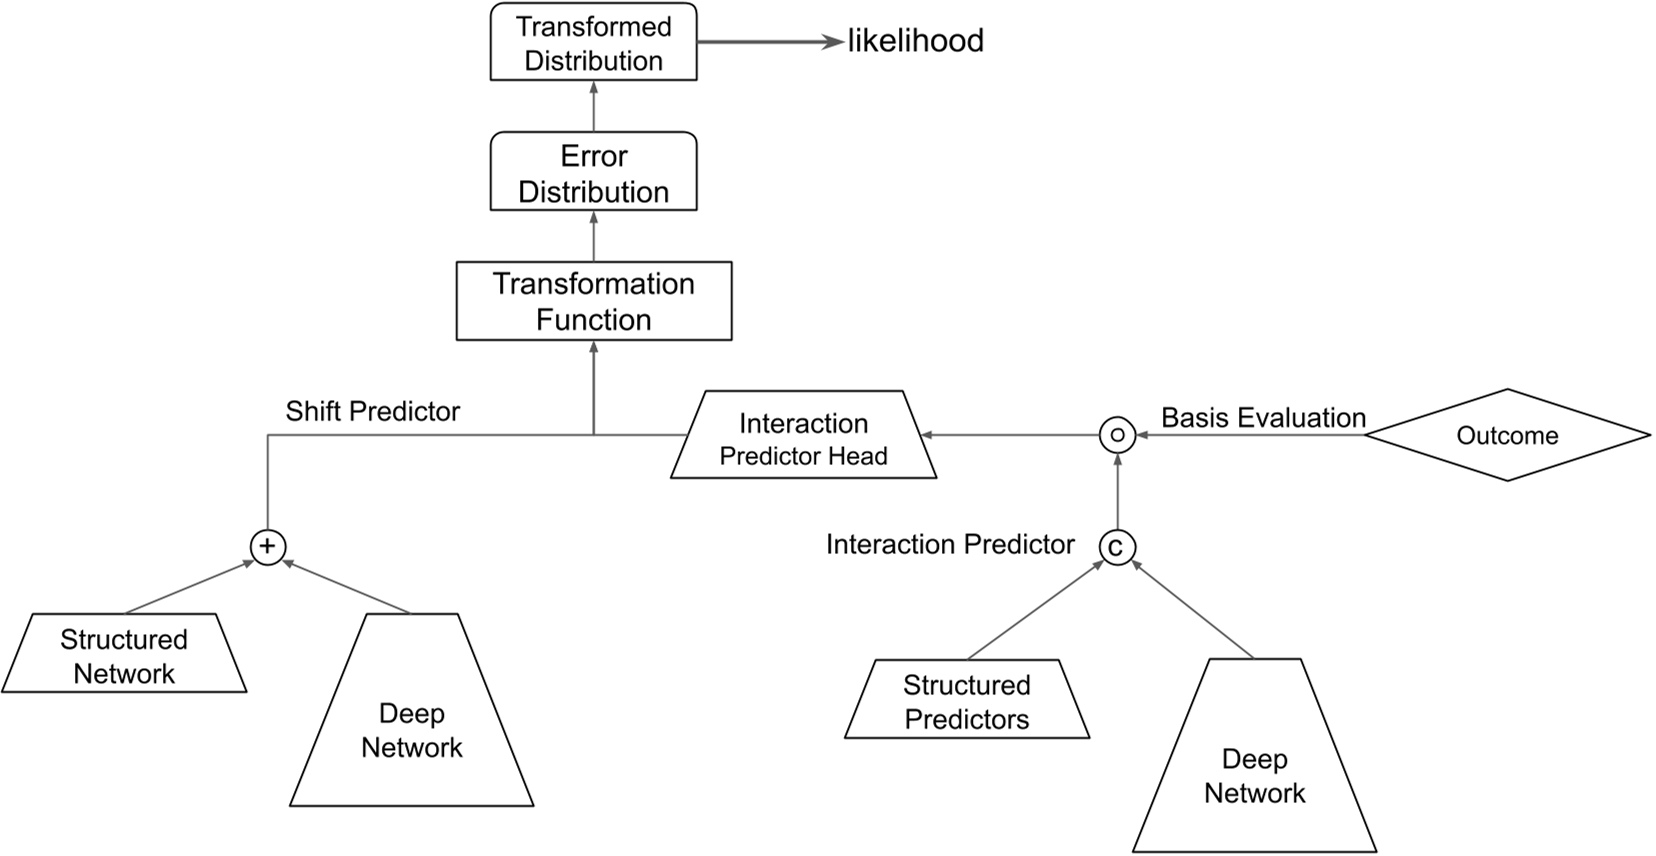 Transformed
Distribution
likelihood
Error
Distribution
Transformation
Function
Shift Predictor
Interaction
Predictor Head
Basis Evaluation
Outcome
+
Interaction Predictor
C
Structured
Network
Deep
Network
Structured
Predictors
Deep
Network